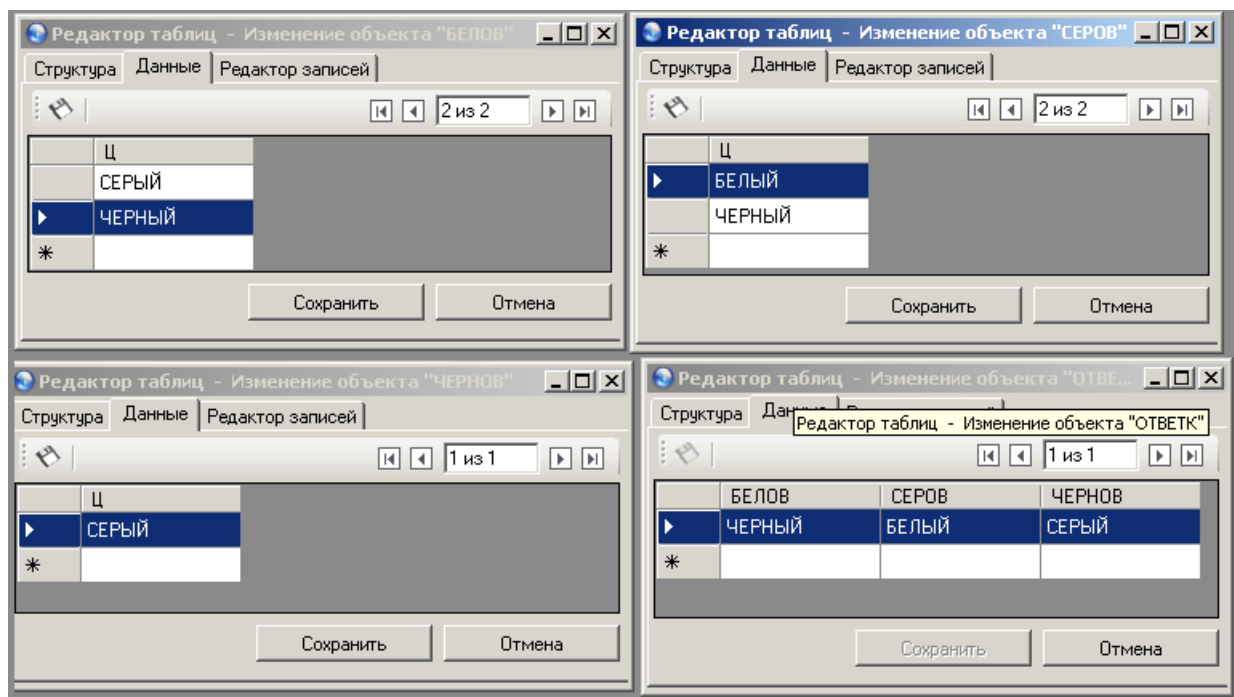 Редактор таблиц - Изменение объекта "БЕЛОВ"
Структура Данные Редактор записей
2 из 2
Ц
СЕРЫЙ
ЧЕРНЫЙ
Сохранить Отмена
Редактор таблиц - Изменение объекта "СЕРОВ"
Структура Данные Редактор записей
2 из 2
Ц
БЕЛЫЙ
ЧЕРНЫЙ
Сохранить Отмена
Редактор таблиц - Изменение объекта "ЧЕРНОВ"
Структура Данные Редактор записей
1 из 1
Ц
СЕРЫЙ
Сохранить Отмена
Редактор таблиц - Изменение объекта "ОТВЕ...
Структура
Редактор таблиц - Изменение объекта "ОТВЕТК"
1 из 1
БЕЛОВ СЕРОВ ЧЕРНОВ
ЧЕРНЫЙ БЕЛЫЙ СЕРЫЙ
Сохранить Отмена